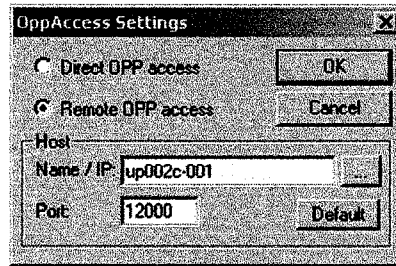 OppAccess Settings
Direct OPP access
OK
Remote OPP access
Cancel
Host
Name / IP: up002c-001 ...
Port: 12000 Default